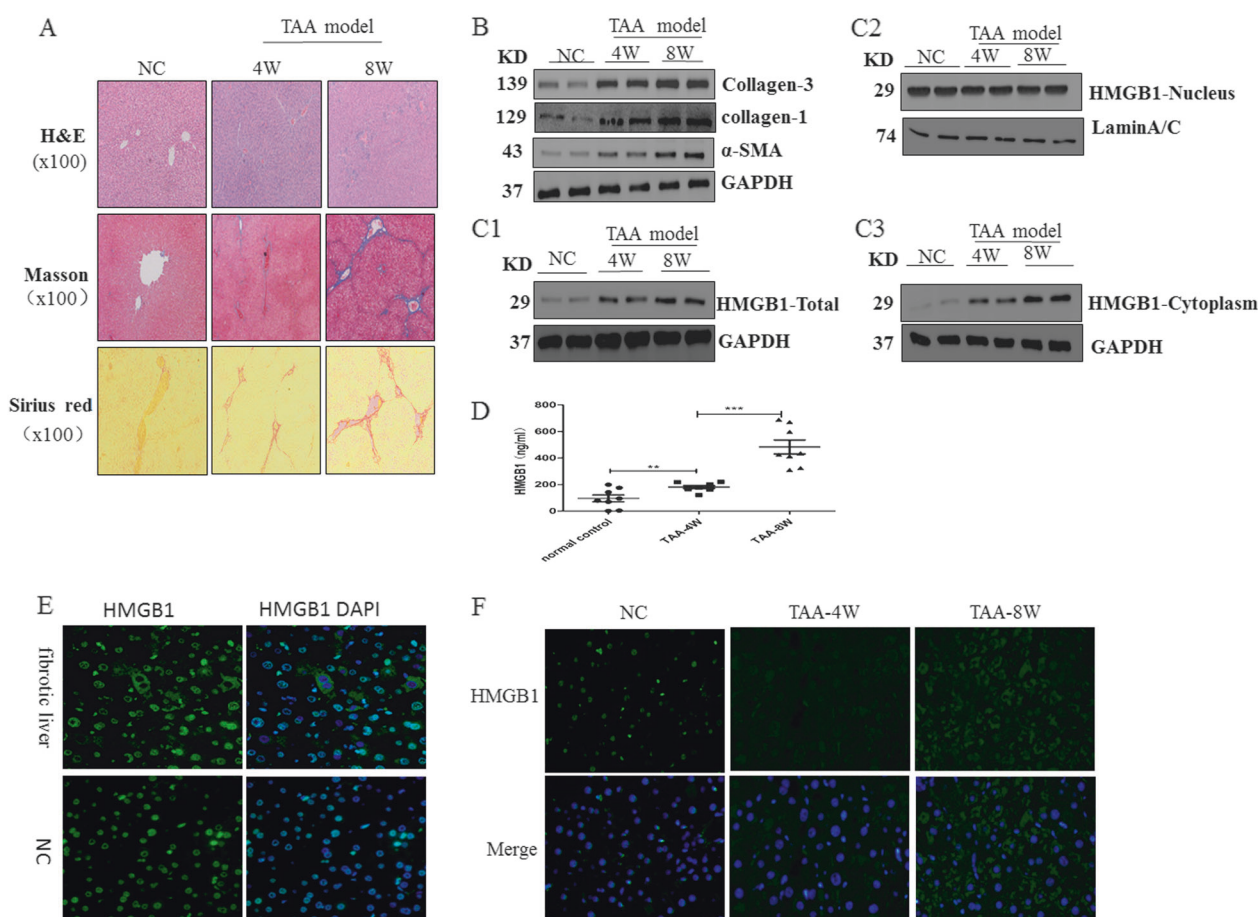 A
TAA model
NC 4W 8W
H&E
(x100)
Masson
（x100）
Sirius red
（x100）
B
TAA model
KD NC 4W 8W
139 Collagen-3
129 collagen-1
43 α-SMA
37 GAPDH
C2
TAA model
KD NC 4W 8W
29 HMGB1-Nucleus
74 LaminA/C
C1
TAA model
KD NC 4W 8W
29 HMGB1-Total
37 GAPDH
C3
TAA model
KD NC 4W 8W
29 HMGB1-Cytoplasm
37 GAPDH
D
HMGB1 (ng/ml)
800
600
400
200
0
**
***
normal control
TAA-4W
TAA-8W
E
HMGB1 HMGB1 DAPI
fibrotic liver
NC
F
NC TAA-4W TAA-8W
HMGB1
Merge